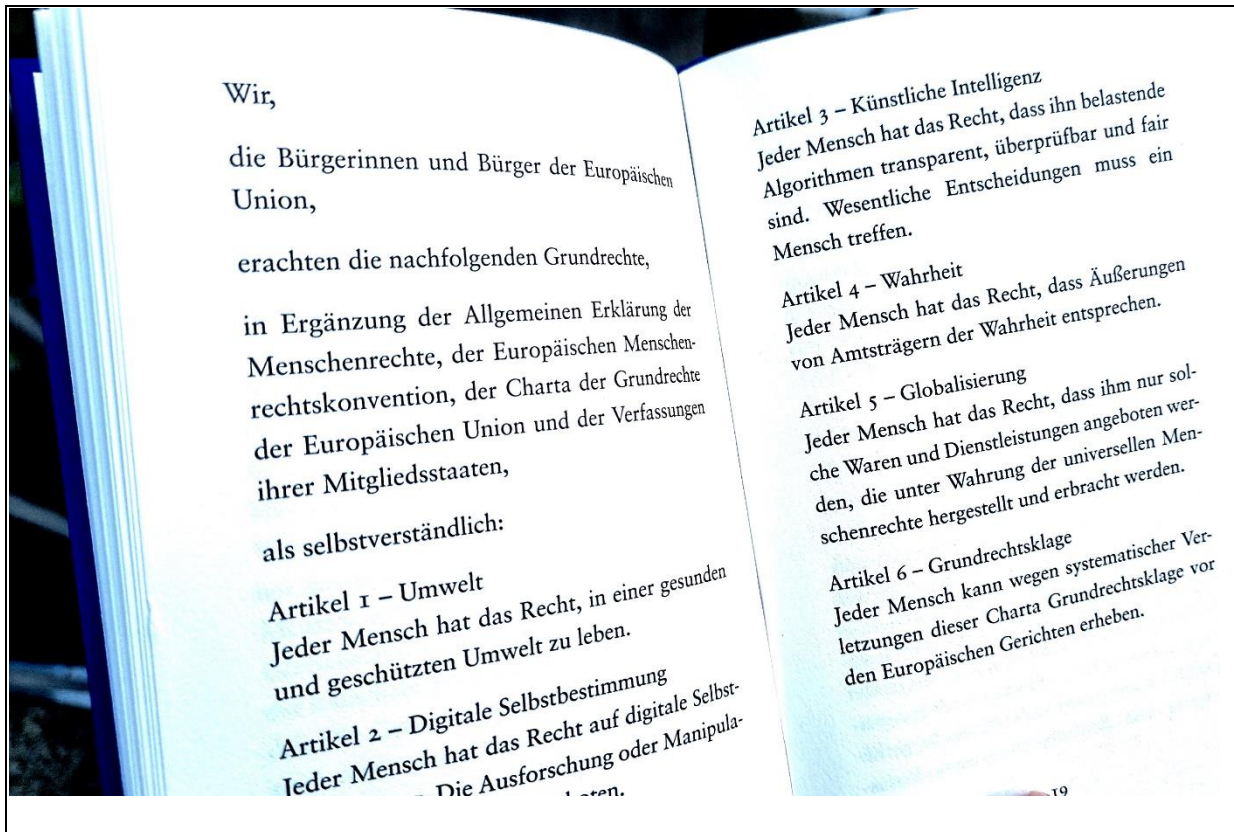 Wir,
die Bürgerinnen und Bürger der Europäischen
Union,
erachten die nachfolgenden Grundrechte,
in Ergänzung der Allgemeinen Erklärung der
Menschenrechte, der Europäischen Menschen-
rechtskonvention, der Charta der Grundrechte
der Europäischen Union und der Verfassungen
ihrer Mitgliedsstaaten,
als selbstverständlich:
Artikel 1 – Umwelt
Jeder Mensch hat das Recht, in einer gesunden
und geschützten Umwelt zu leben.
Artikel 2 – Digitale Selbstbestimmung
Jeder Mensch hat das Recht auf digitale Selbst-
Die Ausforschung oder Manipula-
Artikel 3 – Künstliche Intelligenz
Jeder Mensch hat das Recht, dass ihn belastende
Algorithmen transparent, überprüfbar und fair
sind. Wesentliche Entscheidungen muss ein
Mensch treffen.
Artikel 4 – Wahrheit
Jeder Mensch hat das Recht, dass Äußerungen
von Amtsträgern der Wahrheit entsprechen.
Artikel 5 – Globalisierung
Jeder Mensch hat das Recht, dass ihm nur sol-
che Waren und Dienstleistungen angeboten wer-
den, die unter Wahrung der universellen Men-
schenrechte hergestellt und erbracht werden.
Artikel 6 – Grundrechtsklage
Jeder Mensch kann wegen systematischer Ver-
letzungen dieser Charta Grundrechtsklage vor
den Europäischen Gerichten erheben.
19